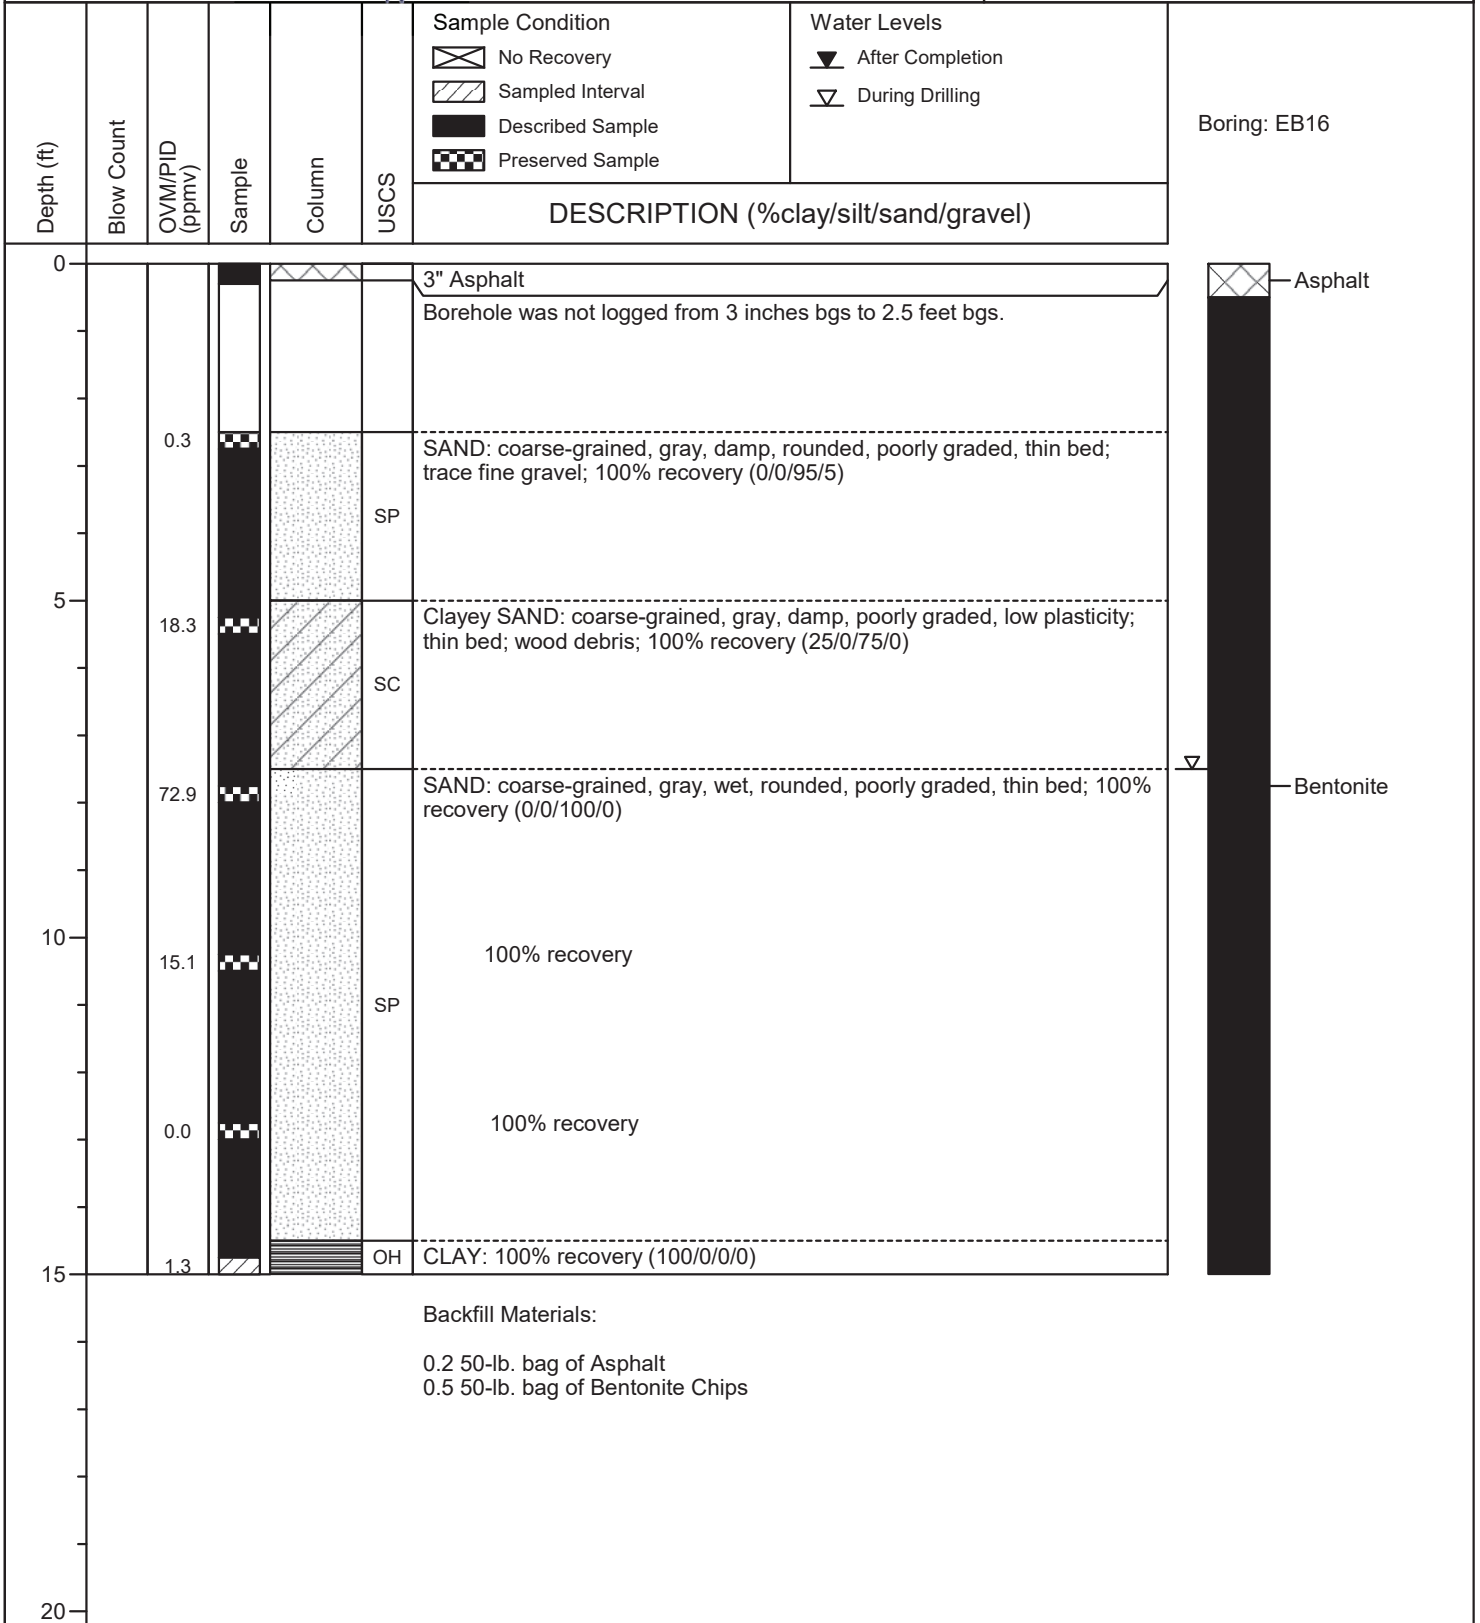 Sample Condition
No Recovery
Sampled Interval
Described Sample
Preserved Sample
Water Levels
After Completion
During Drilling
Boring: EB16
Depth (ft)
Blow Count
OVM/PID
(ppmv)
Sample
Column
USCS
DESCRIPTION (%clay/silt/sand/gravel)
0
3" Asphalt
Asphalt
Borehole was not logged from 3 inches bgs to 2.5 feet bgs.
0.3
SAND: coarse-grained, gray, damp, rounded, poorly graded, thin bed;
trace fine gravel; 100% recovery (0/0/95/5)
SP
5
18.3
Clayey SAND: coarse-grained, gray, damp, poorly graded, low plasticity;
thin bed; wood debris; 100% recovery (25/0/75/0)
SC
72.9
SAND: coarse-grained, gray, wet, rounded, poorly graded, thin bed; 100%
recovery (0/0/100/0)
Bentonite
10
15.1
100% recovery
SP
0.0
100% recovery
1.3
OH
CLAY: 100% recovery (100/0/0/0)
15
Backfill Materials:
0.2 50-lb. bag of Asphalt
0.5 50-lb. bag of Bentonite Chips
20